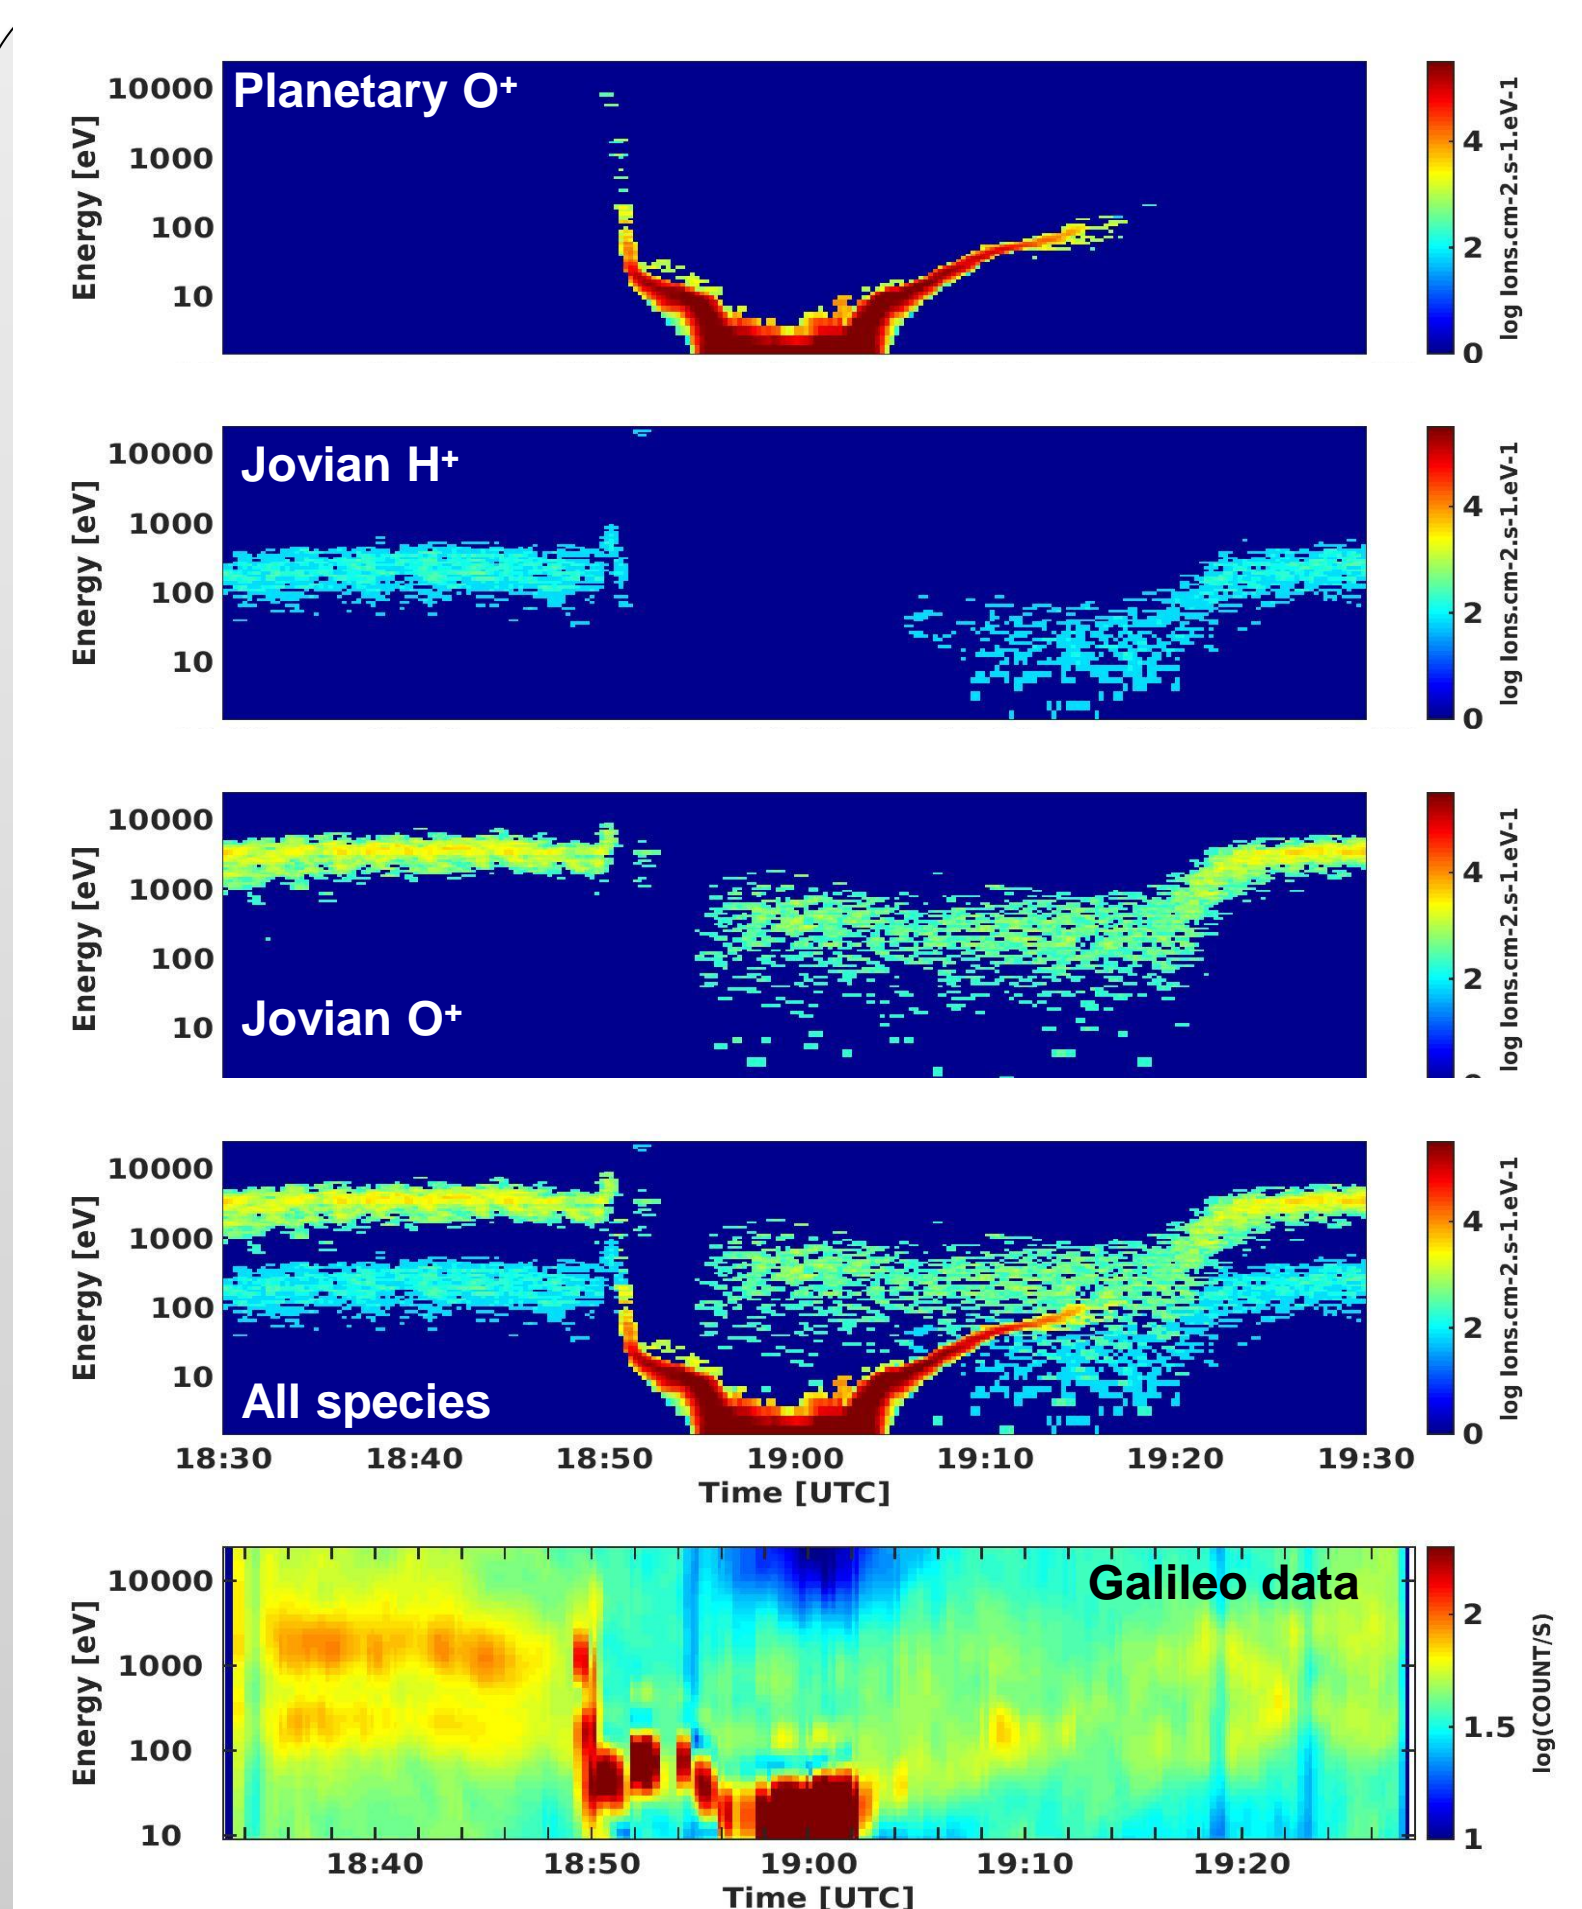 Planetary O+
10000
1000
100
10
Energy [eV]
4
2
0
log Ions.cm-2.s-1.eV-1
Jovian H+
10000
1000
100
10
Energy [eV]
4
2
0
log Ions.cm-2.s-1.eV-1
10000
1000
100
10
Energy [eV]
Jovian O+
4
2
log Ions.cm-2.s-1.eV-1
10000
1000
100
10
Energy [eV]
All species
4
2
0
log Ions.cm-2.s-1.eV-1
18:30 18:40 18:50 19:00 19:10 19:20 19:30
Time [UTC]
Galileo data
10000
1000
100
10
Energy [eV]
2
1.5
1
log(COUNT/S)
18:40 18:50 19:00 19:10 19:20
Time [UTC]